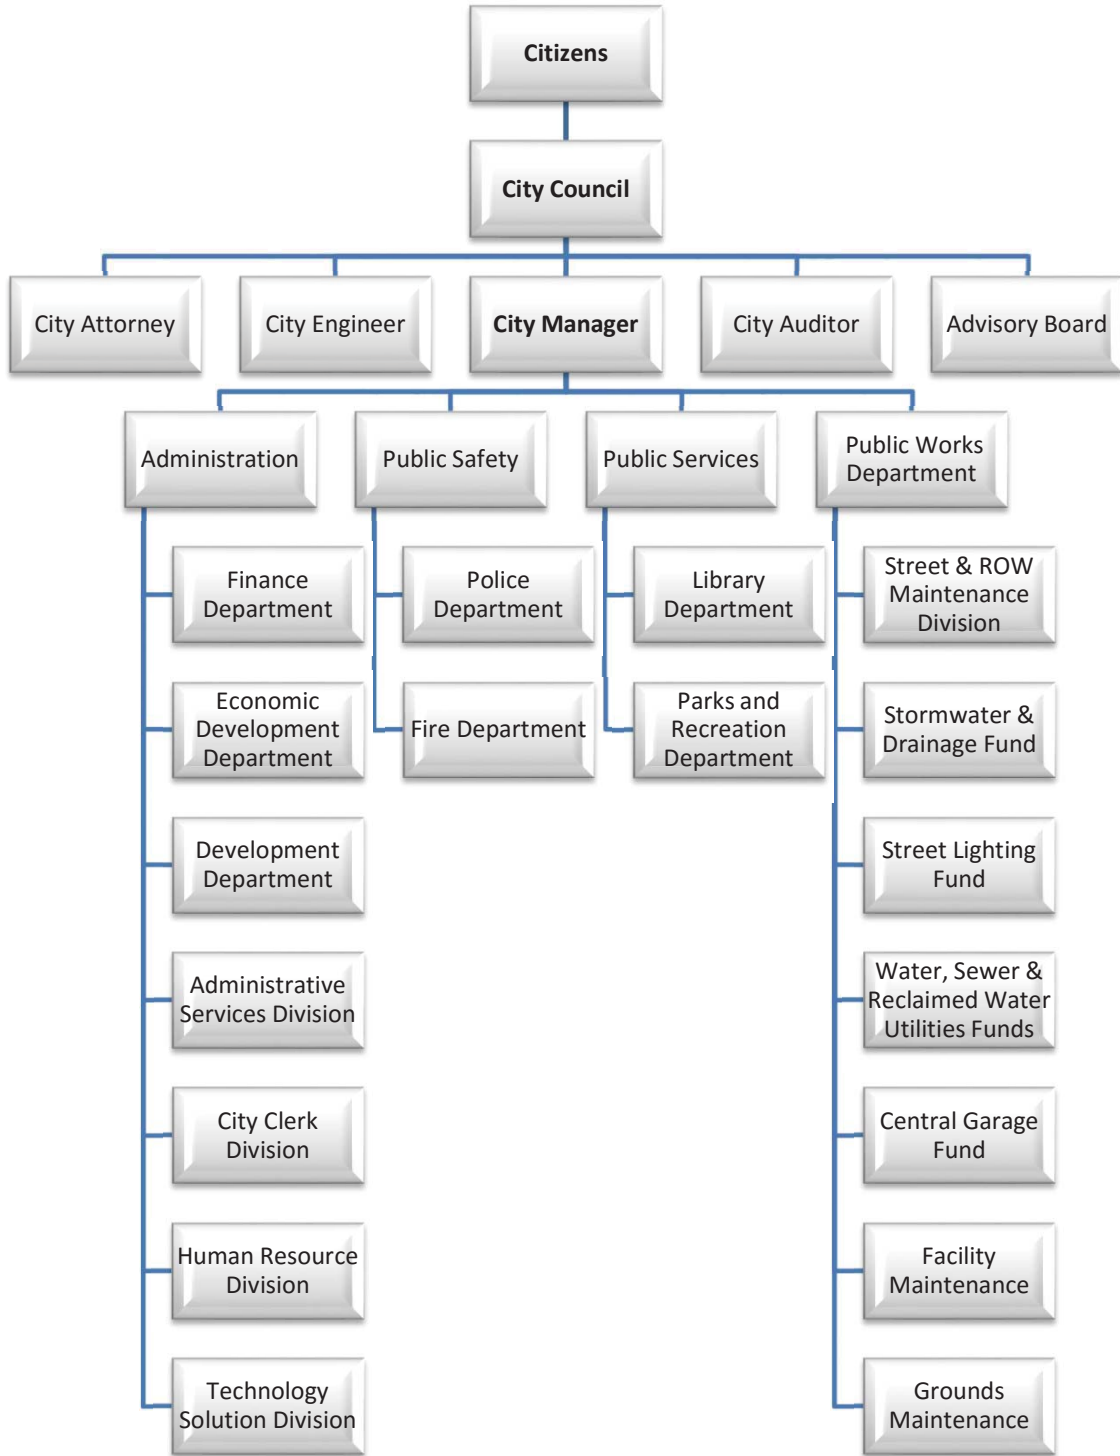 Citizens
City Council
City Attorney
City Engineer
City Manager
City Auditor
Advisory Board
Administration
Public Safety
Public Services
Public Works
Department
Finance
Department
Police
Department
Library
Department
Street & ROW
Maintenance
Division
Economic
Development
Department
Fire Department
Parks and
Recreation
Department
Stormwater &
Drainage Fund
Development
Department
Street Lighting
Fund
Administrative
Services Division
Water, Sewer &
Reclaimed Water
Utilities Funds
City Clerk
Division
Central Garage
Fund
Human Resource
Division
Facility
Maintenance
Technology
Solution Division
Grounds
Maintenance